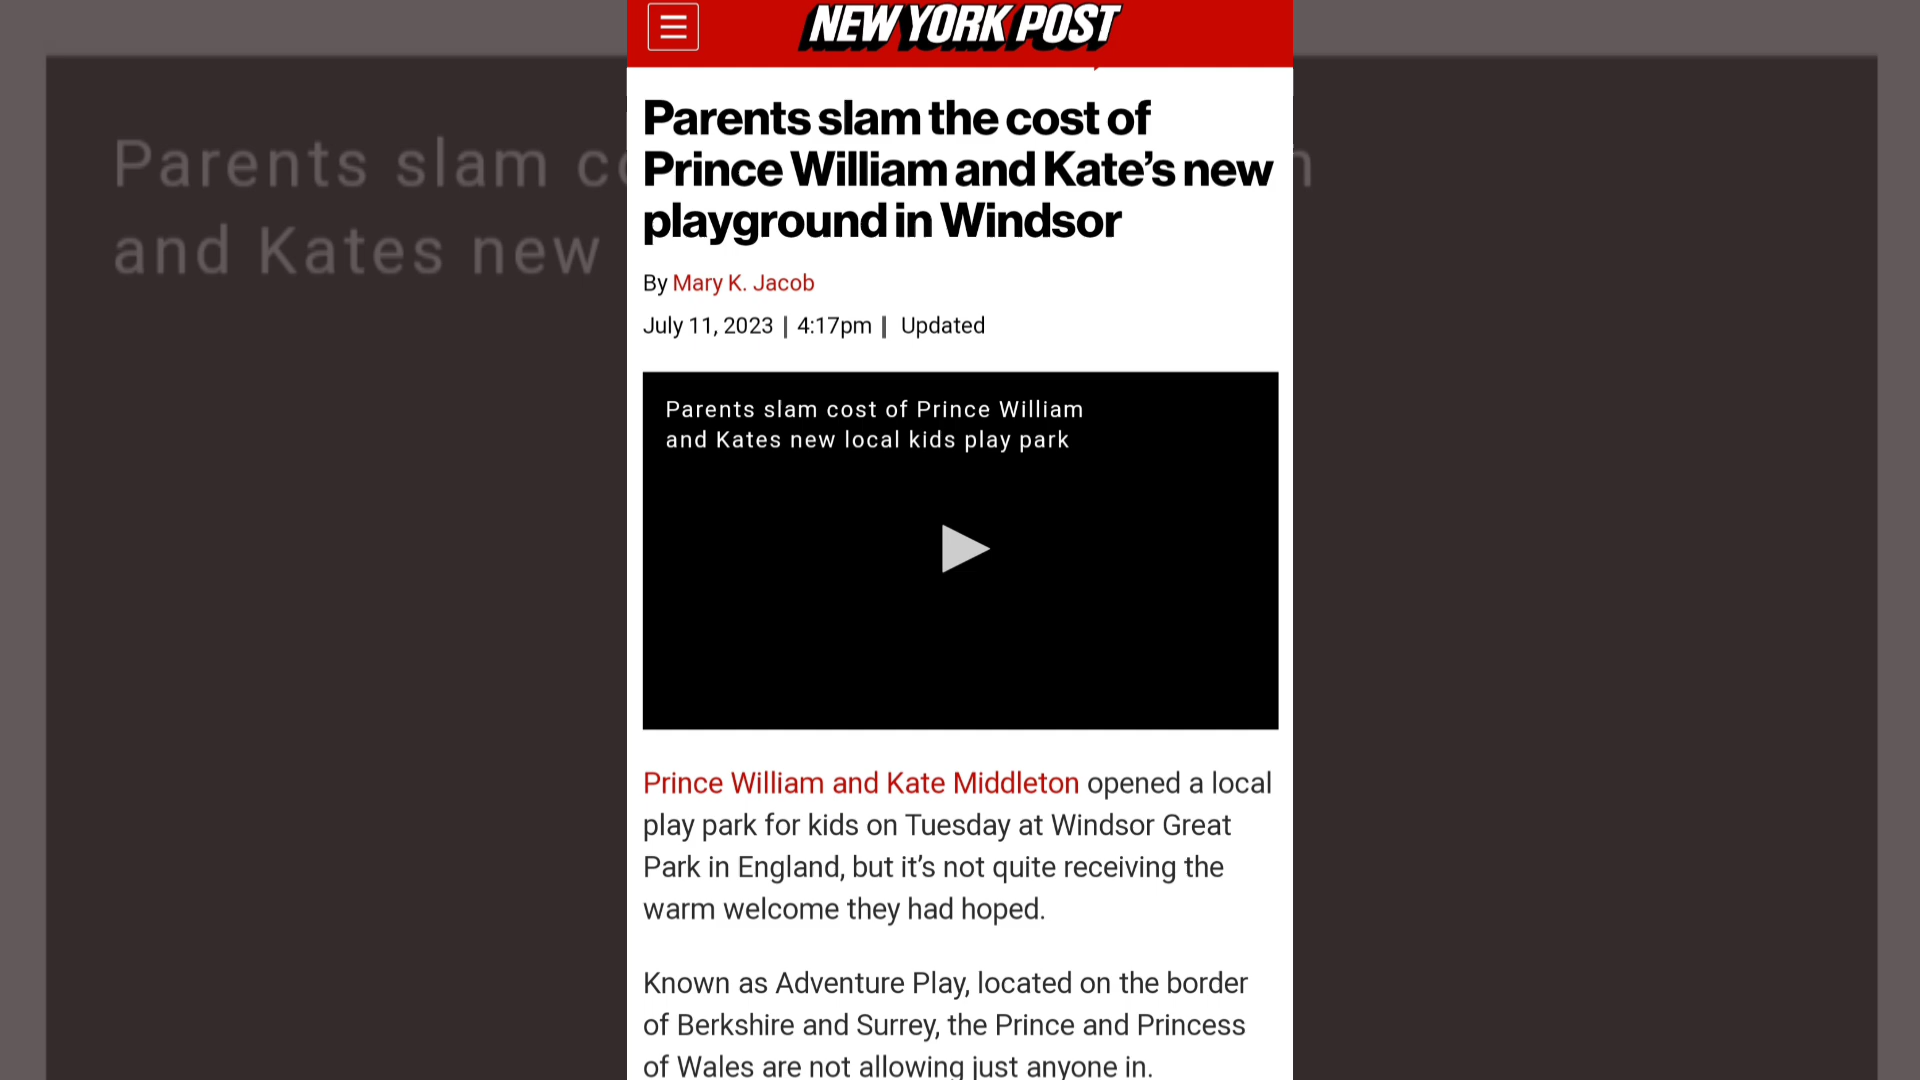 NEW YORK POST
Parents slam the cost of
Prince William and Kate’s new
playground in Windsor
By Mary K. Jacob
July 11, 2023 | 4:17pm | Updated
Parents slam cost of Prince William
and Kates new local kids play park
Prince William and Kate Middleton opened a local
play park for kids on Tuesday at Windsor Great
Park in England, but it’s not quite receiving the
warm welcome they had hoped.
Known as Adventure Play, located on the border
of Berkshire and Surrey, the Prince and Princess
of Wales are not allowing just anyone in.
Parents slam
and Kates new